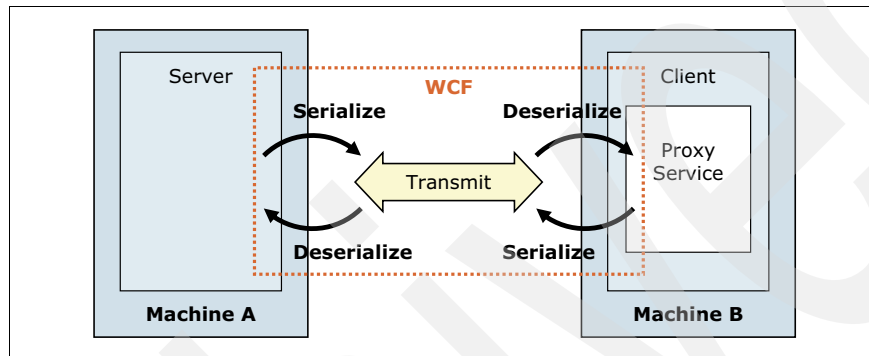 Server
WCF
Client
Serialize
Deserialize
Proxy
Service
Transmit
Deserialize
Serialize
Machine A
Machine B